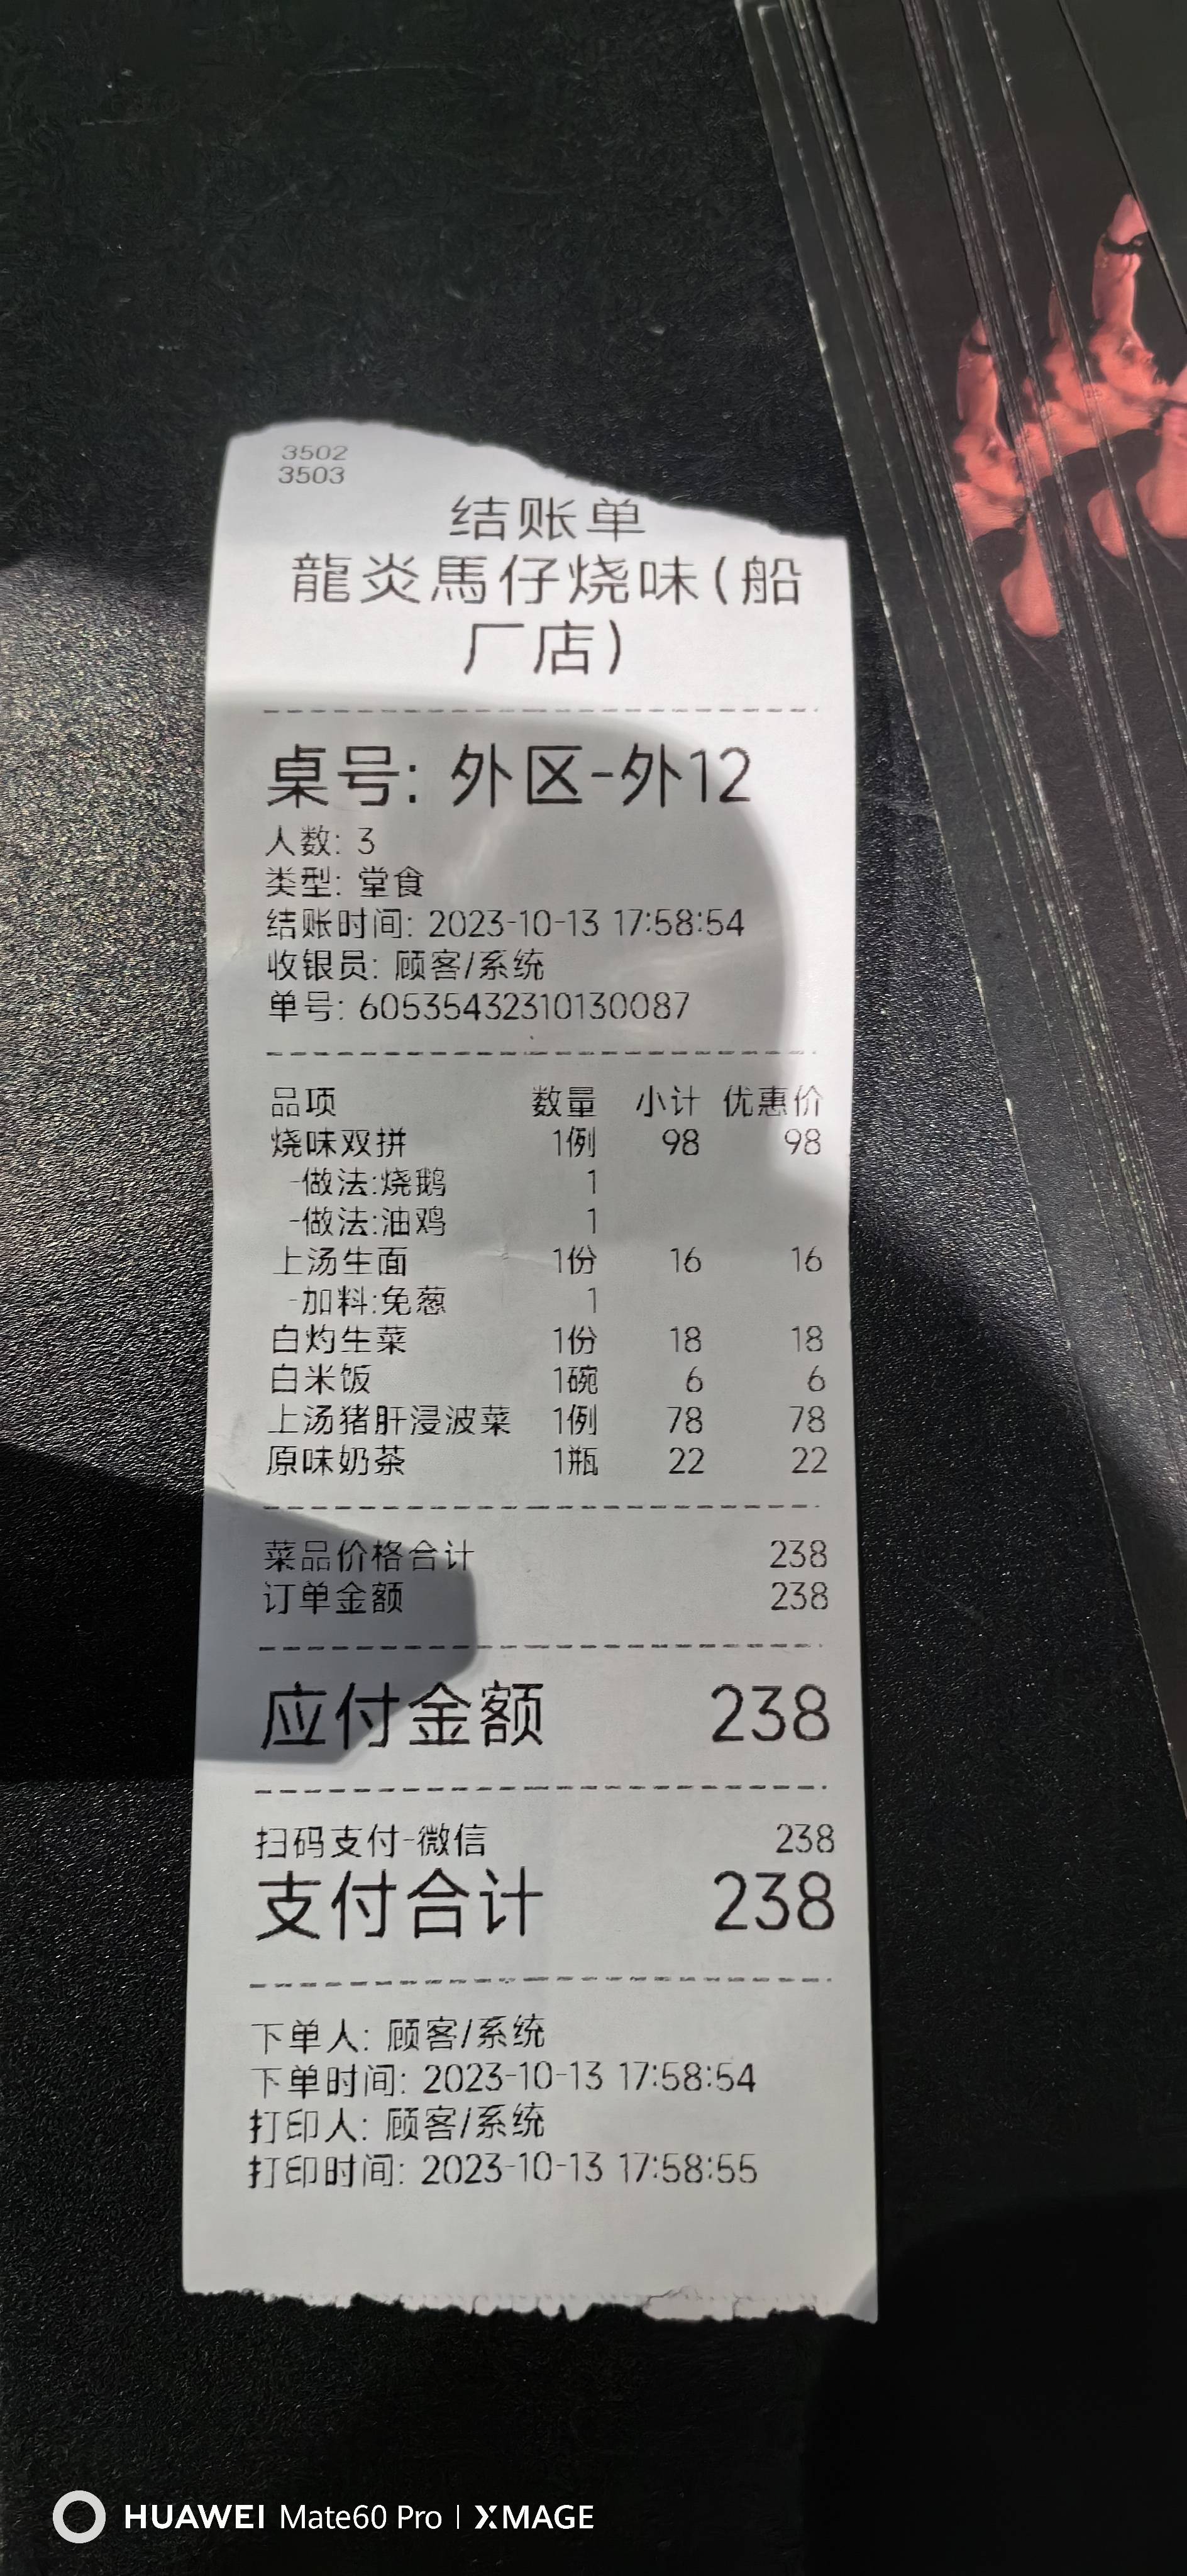 3502
3503
结账单
龍炎馬仔烧味(船
厂店)
桌号: 外区-外12
人数: 3
类型: 堂食
结账时间: 2023-10-13 17:58:54
收银员: 顾客/系统
单号: 60535432310130087
品项 数量 小计 优惠价
烧味双拼 1例 98 98
-做法:烧鹅 1
-做法:油鸡 1
上汤生面 1份 16 16
-加料:免葱 1
白灼生菜 1份 18 18
白米饭 1碗 6 6
上汤猪肝浸波菜 1例 78 78
原味奶茶 1瓶 22 22
菜品价格合计 238
订单金额 238
应付金额 238
扫码支付-微信 238
支付合计 238
下单人: 顾客/系统
下单时间: 2023-10-13 17:58:54
打印人: 顾客/系统
打印时间: 2023-10-13 17:58:55
HUAWEI Mate60 Pro | XMAGE